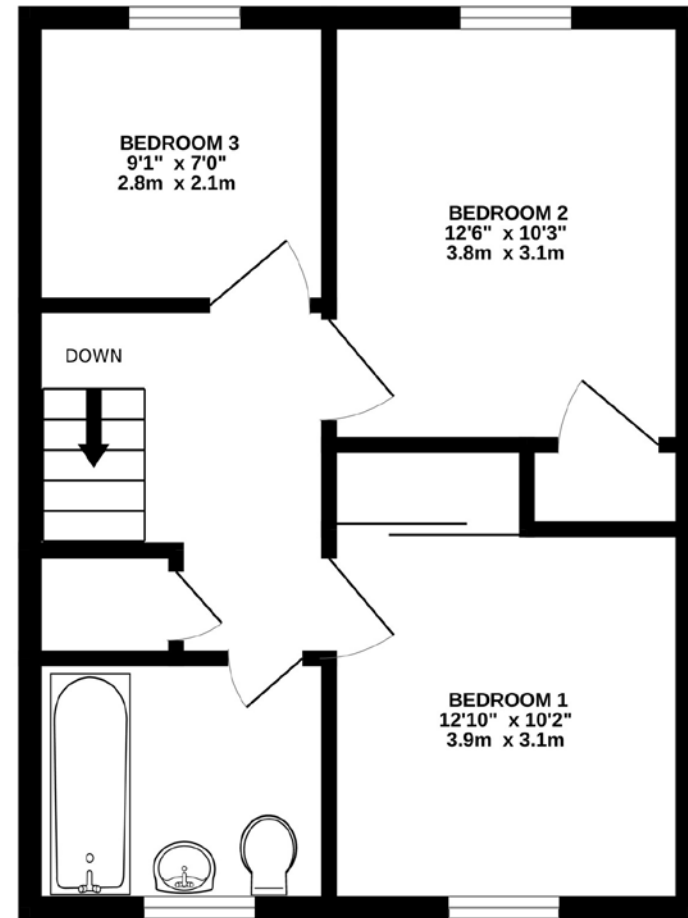 BEDROOM 3
9'1" x 7'0"
2.8m x 2.1m
BEDROOM 2
12'6" x 10'3"
3.8m x 3.1m
DOWN
BEDROOM 1
12'10" x 10'2"
3.9m x 3.1m